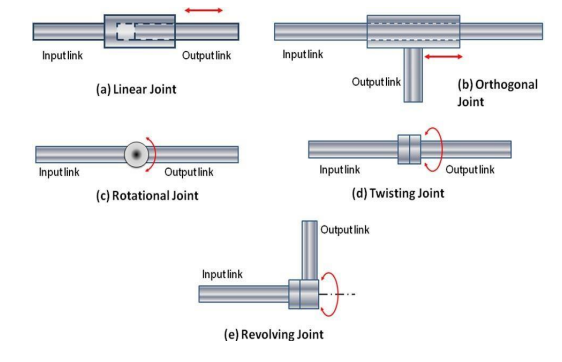 Input link
Output link
(a) Linear Joint
Input link
Output link
(b) Orthogonal
Joint
Input link
Output link
(c) Rotational Joint
Input link
Output link
(d) Twisting Joint
Output link
Input link
(e) Revolving Joint